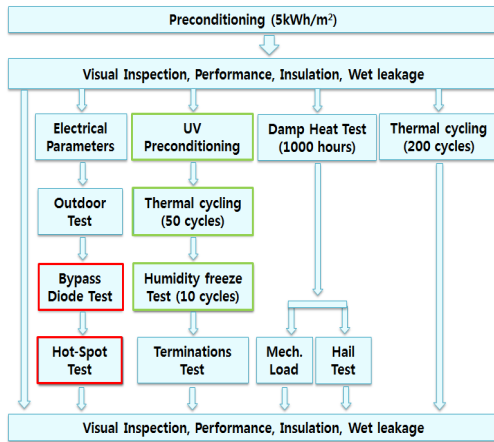 Preconditioning (5kWh/m²)
Visual Inspection, Performance, Insulation, Wet leakage
Electrical
Parameters
UV
Preconditioning
Damp Heat Test
(1000 hours)
Thermal cycling
(200 cycles)
Outdoor
Test
Thermal cycling
(50 cycles)
Bypass
Diode Test
Humidity freeze
Test (10 cycles)
Hot-Spot
Test
Terminations
Test
Mech.
Load
Hail
Test
Visual Inspection, Performance, Insulation, Wet leakage